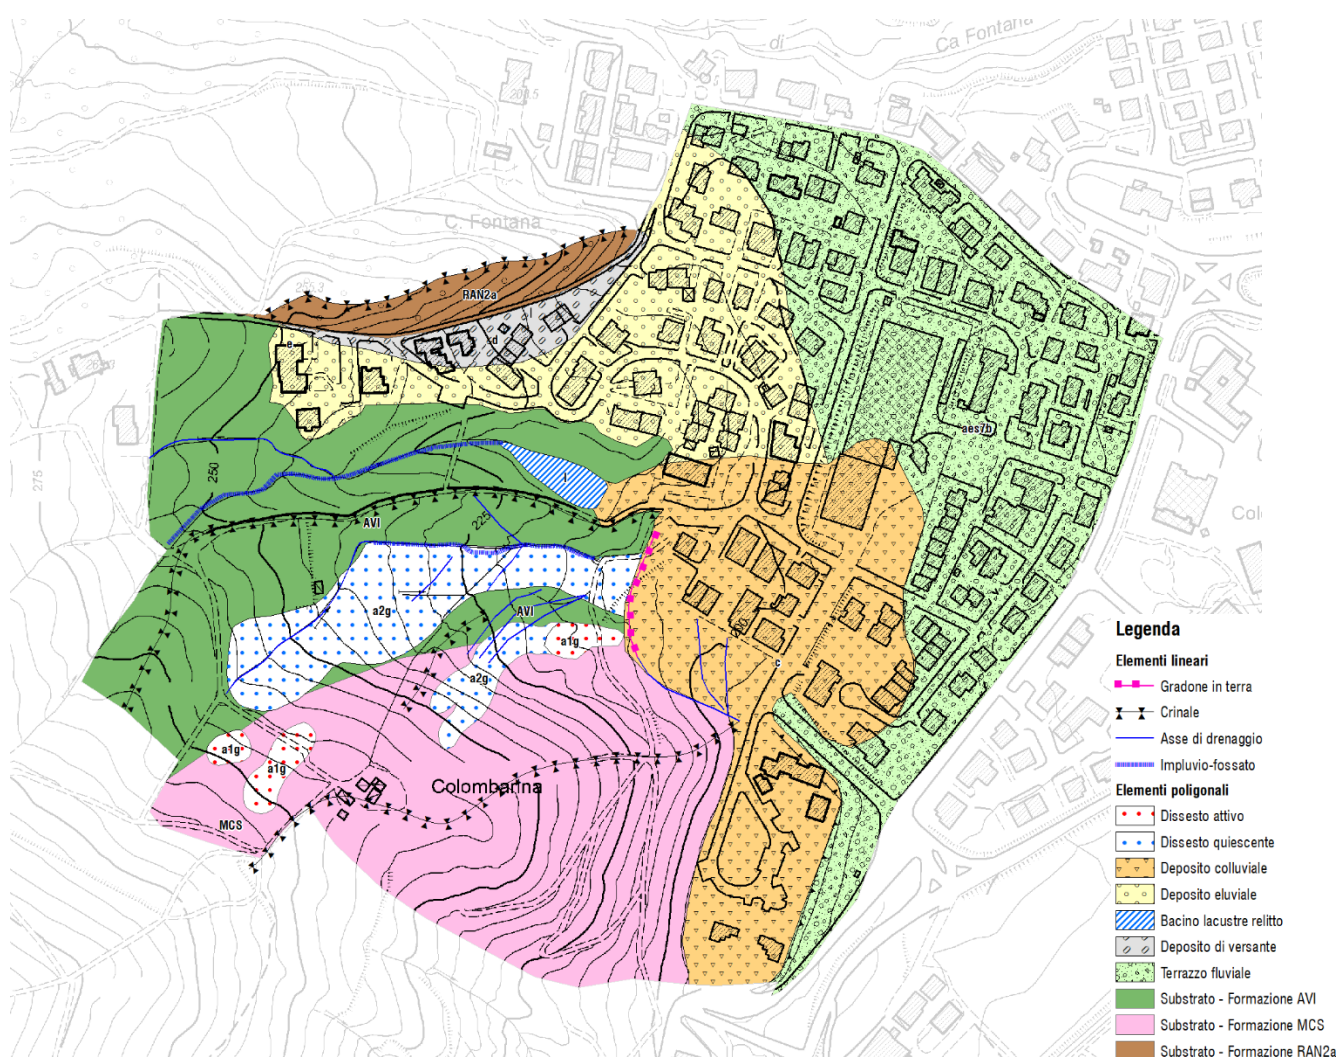 Ca Fontana
di
C. Fontana
RAN2a
e
d
275
250
aes7b
l
Col
AVI
225
a2g
AVI
a1g
200
c
a2g
a1g
a1g
Colombarina
MCS
Legenda
Elementi lineari
Gradone in terra
Crinale
Asse di drenaggio
Impluvio-fossato
Elementi poligonali
Dissesto attivo
Dissesto quiescente
Deposito colluviale
Deposito eluviale
Bacino lacustre relitto
Deposito di versante
Terrazzo fluviale
Substrato - Formazione AVI
Substrato - Formazione MCS
Substrato - Formazione RAN2a